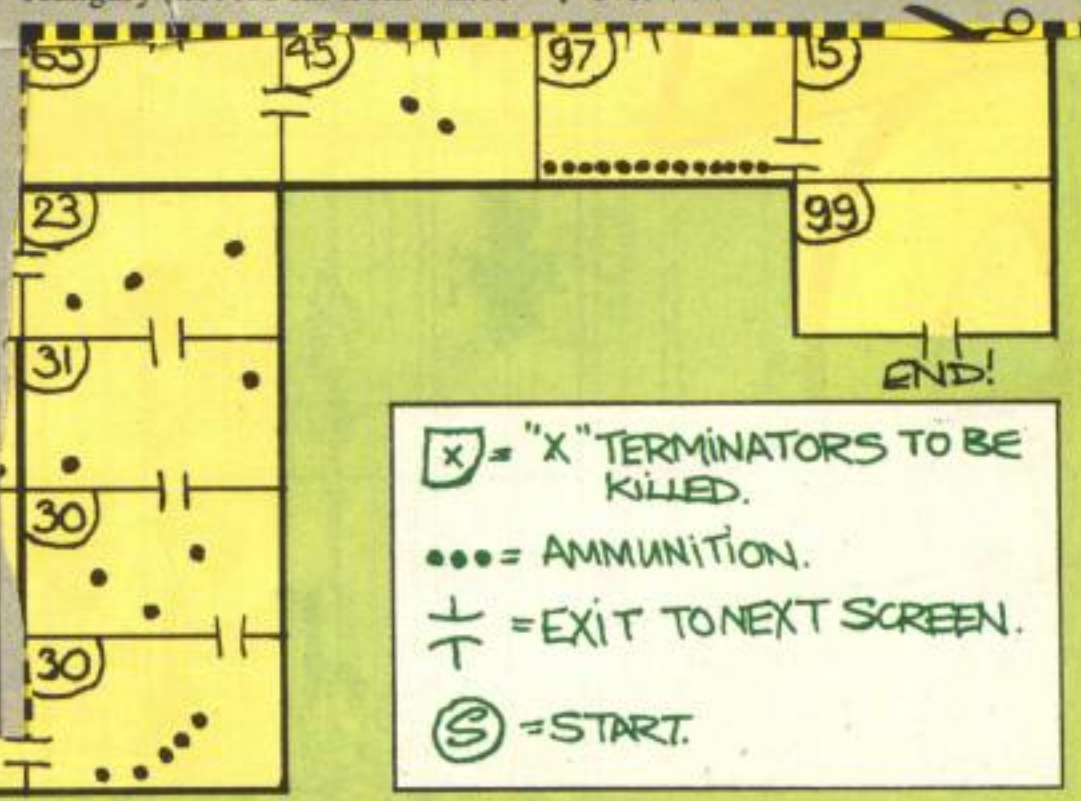 65
45
97
15
23
99
31
END!
30
30
x = "X" TERMINATORS TO BE
KILLED.
= AMMUNITION.
= EXIT TO NEXT SCREEN.
S = START.